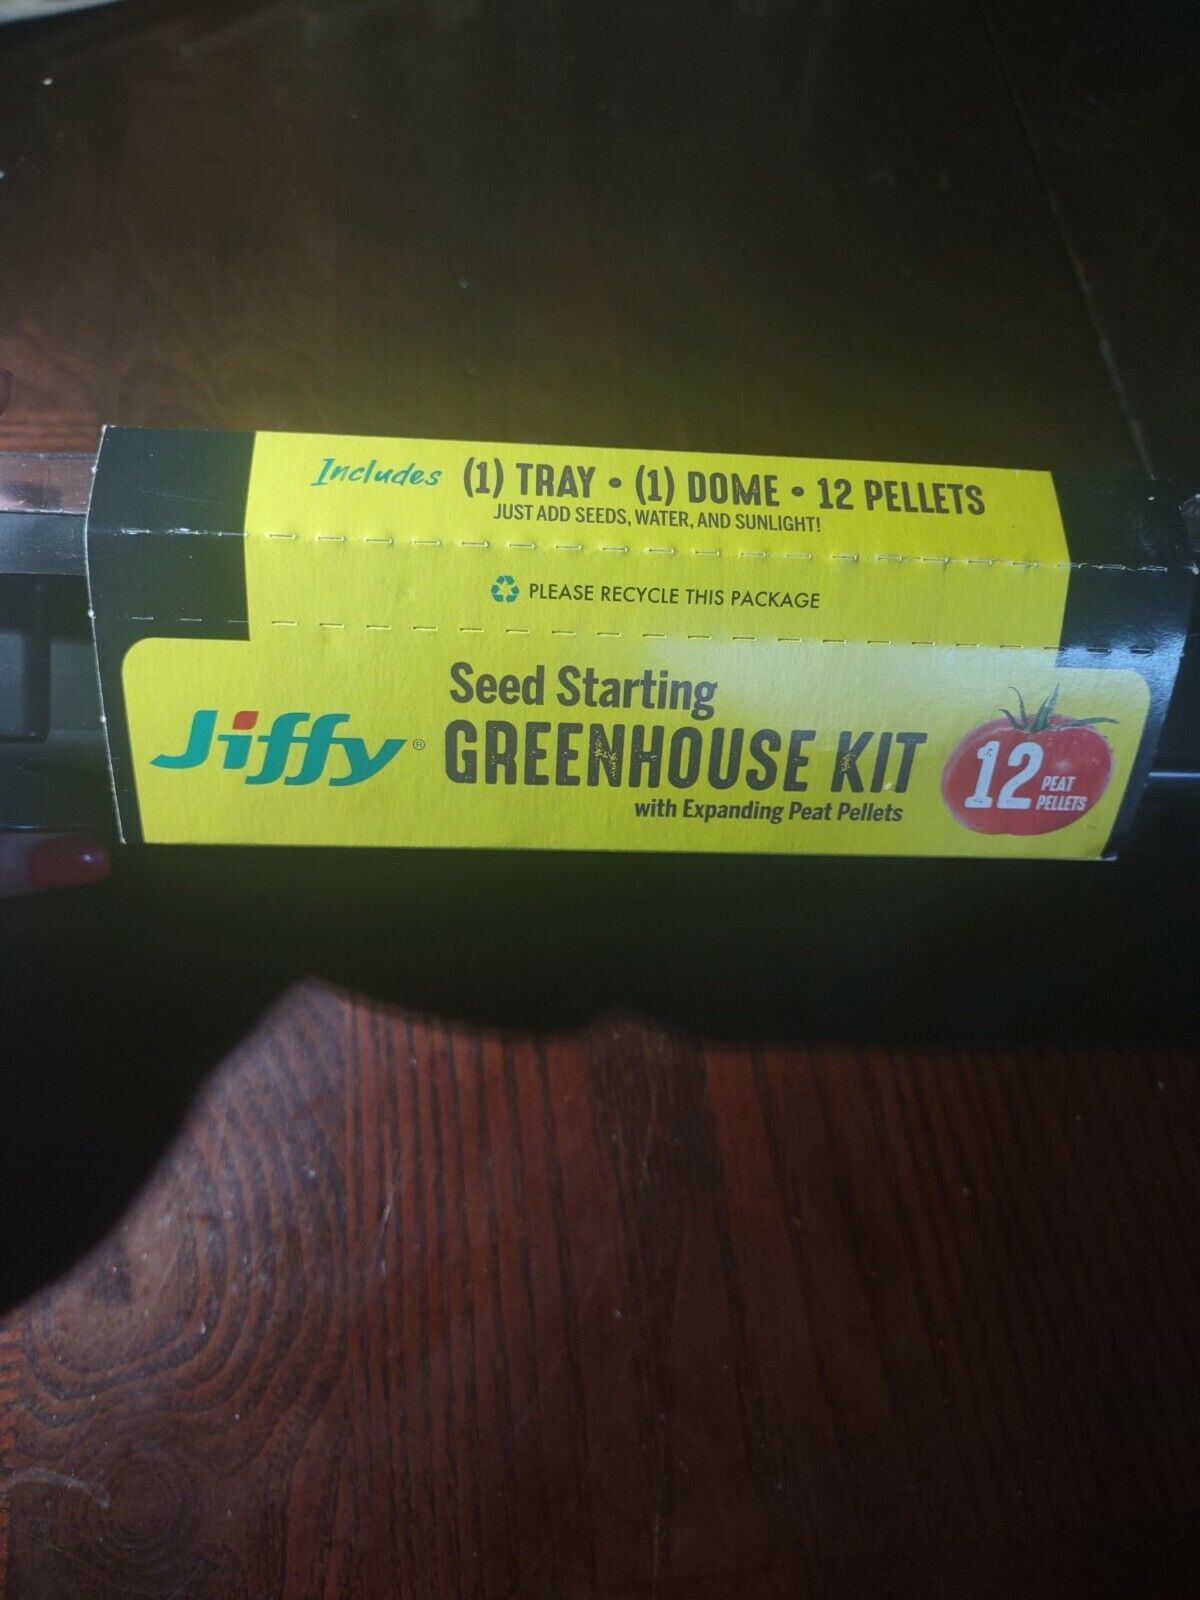 Includes (1) TRAY • (1) DOME • 12 PELLETS
JUST ADD SEEDS, WATER, AND SUNLIGHT!
PLEASE RECYCLE THIS PACKAGE
Jiffy®
Seed Starting
GREENHOUSE KIT
with Expanding Peat Pellets
12 PEAT
PELLETS